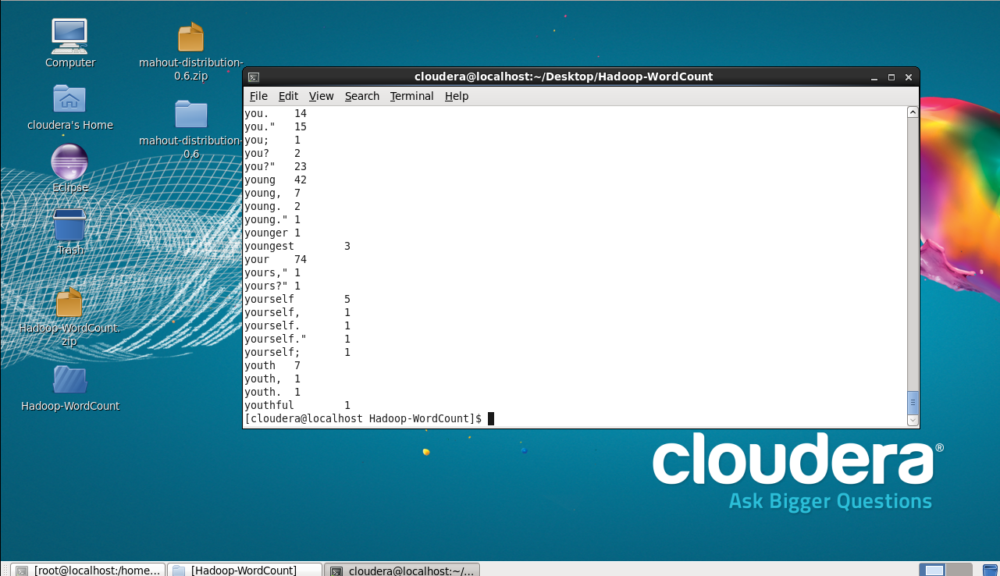 Computer
mahout-distribution-
0.6.zip
cloudera's Home
mahout-distribution-
0.6
Eclipse
Trash
Hadoop-WordCount.
zip
Hadoop-WordCount
cloudera@localhost:~/Desktop/Hadoop-WordCount
File Edit View Search Terminal Help
you. 14
you." 15
you; 1
you? 2
you?" 23
young 42
young, 7
young. 2
young." 1
younger 1
youngest 3
your 74
yours," 1
yours?" 1
yourself 5
yourself, 1
yourself. 1
yourself." 1
yourself; 1
youth 7
youth, 1
youth. 1
youthful 1
[cloudera@localhost Hadoop-WordCount]$
cloudera®
Ask Bigger Questions
[root@localhost:/home... [Hadoop-WordCount] cloudera@localhost:~/...